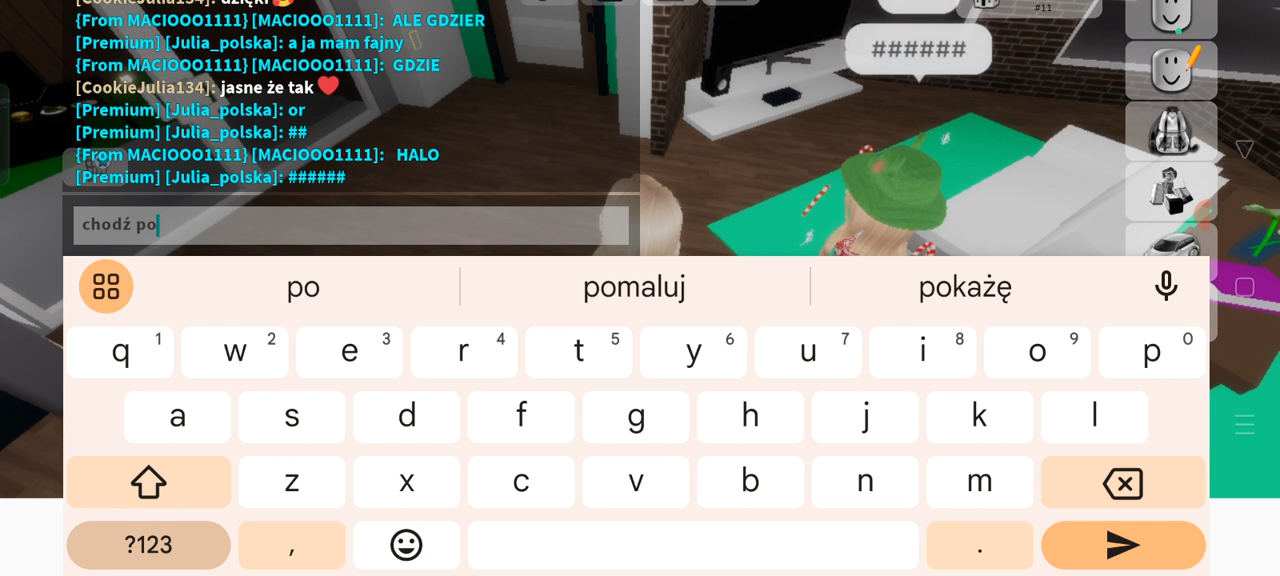 [CookieJulia134]: dzięki🥰
{From MACIOOO1111} [MACIOOO1111]: ALE GDZIER
[Premium] [Julia_polska]: a ja mam fajny
{From MACIOOO1111} [MACIOOO1111]: GDZIE
[CookieJulia134]: jasne że tak ❤️
[Premium] [Julia_polska]: or
[Premium] [Julia_polska]: ##
{From MACIOOO1111} [MACIOOO1111]: HALO
[Premium] [Julia_polska]: ######
#11
######
chodź po
po pomaluj pokażę
q 1 w 2 e 3 r 4 t 5 y 6 u 7 i 8 o 9 p 0
a s d f g h j k l
z x c v b n m
?123 , .